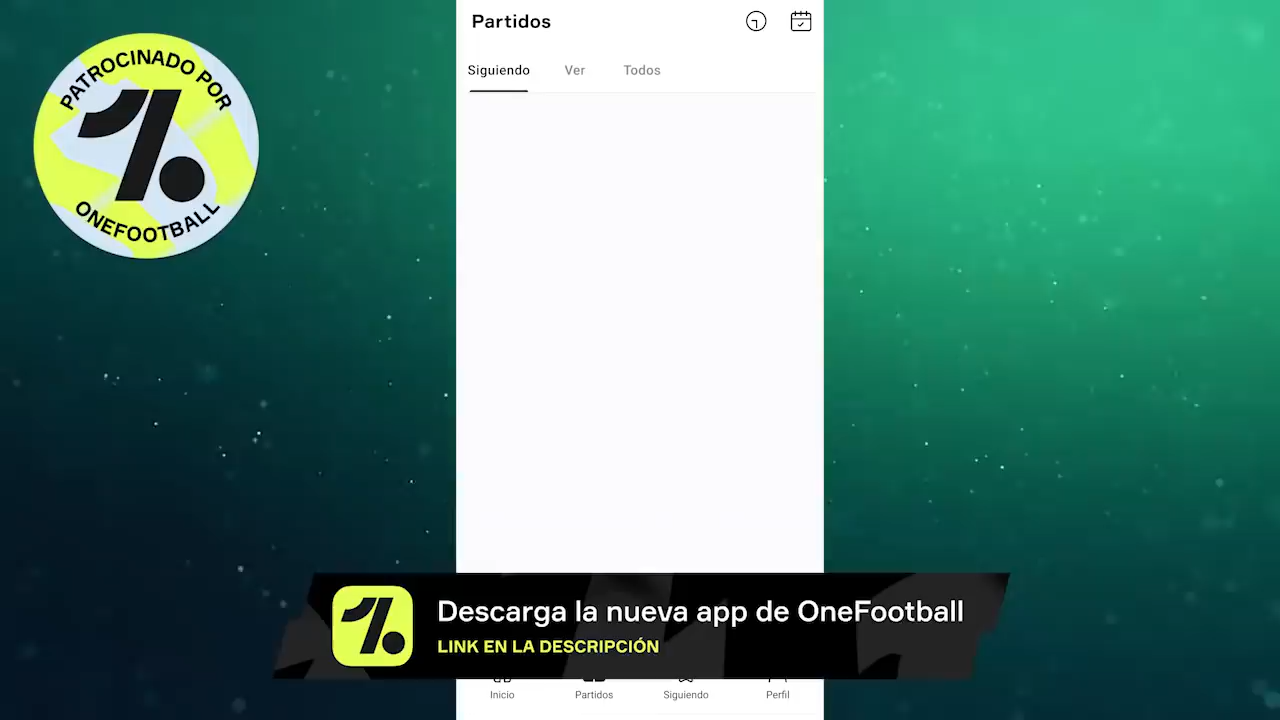 PATROCINADO POR
ONEFOOTBALL
Partidos
Siguiendo Ver Todos
Descarga la nueva app de OneFootball
LINK EN LA DESCRIPCIÓN
Inicio Partidos Siguiendo Perfil